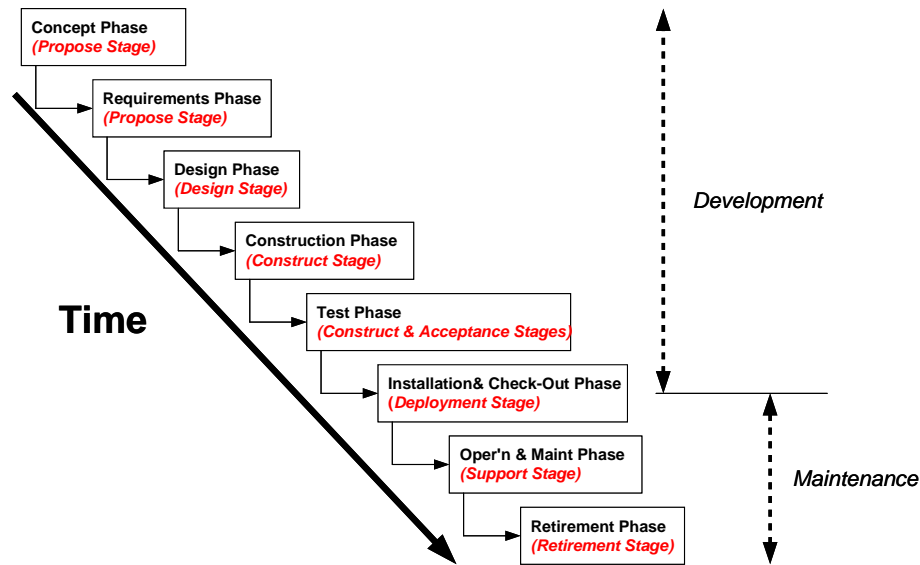 Concept Phase
(Propose Stage)
Requirements Phase
(Propose Stage)
Design Phase
(Design Stage)
Development
Construction Phase
(Construct Stage)
Time
Test Phase
(Construct & Acceptance Stages)
Installation& Check-Out Phase
(Deployment Stage)
Oper'n & Maint Phase
(Support Stage)
Maintenance
Retirement Phase
(Retirement Stage)